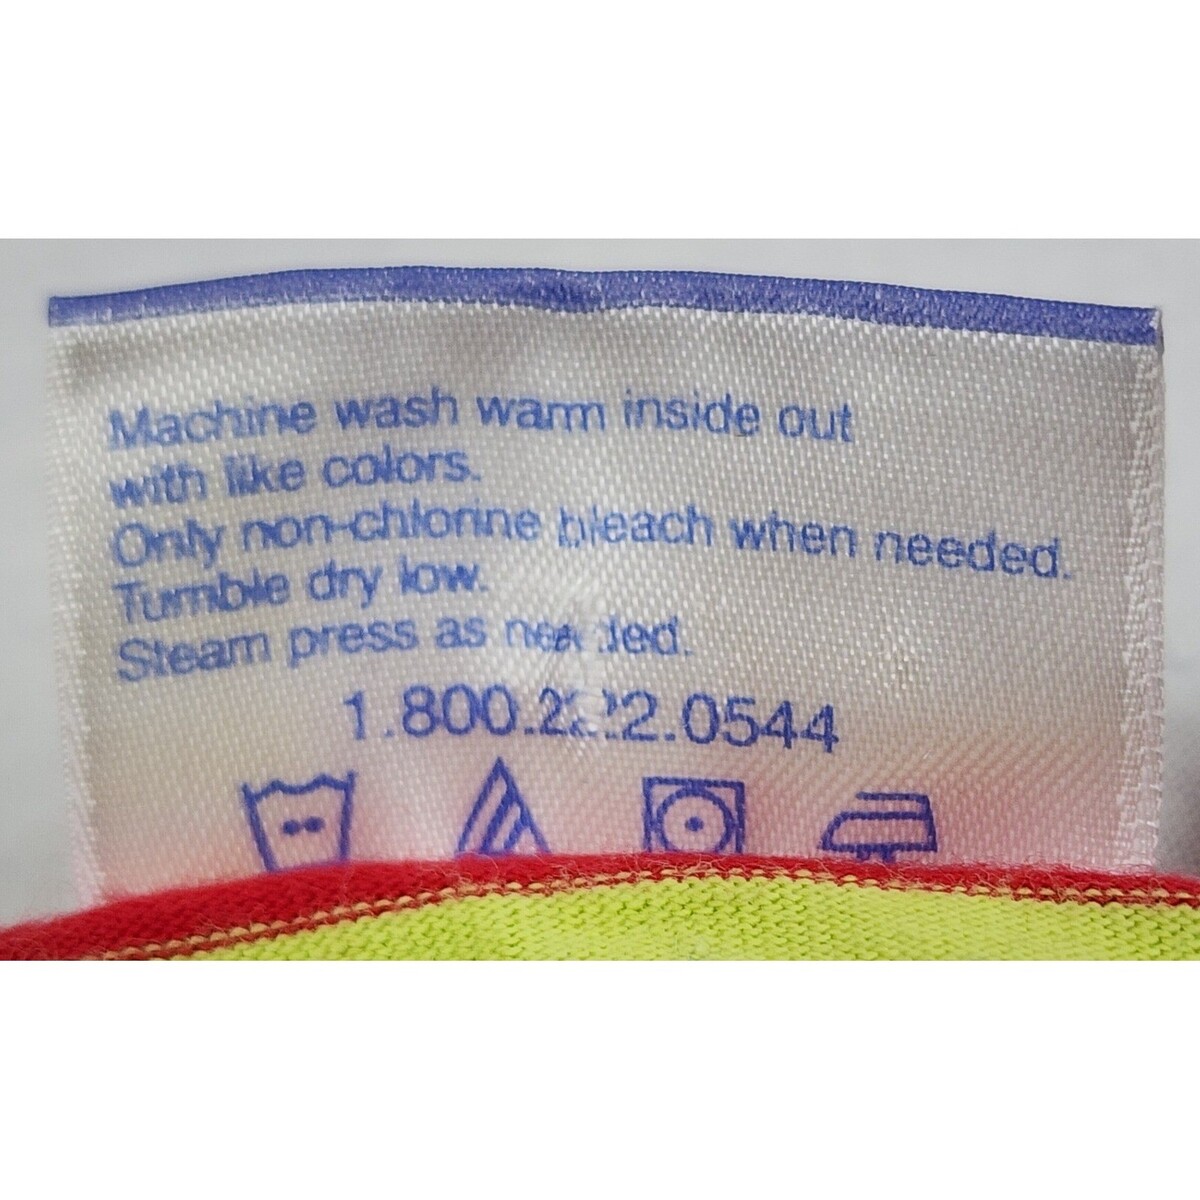 Machine wash warm inside out
with like colors.
Only non-chlorine bleach when needed.
Tumble dry low.
Steam press as needed.
1.800.222.0544